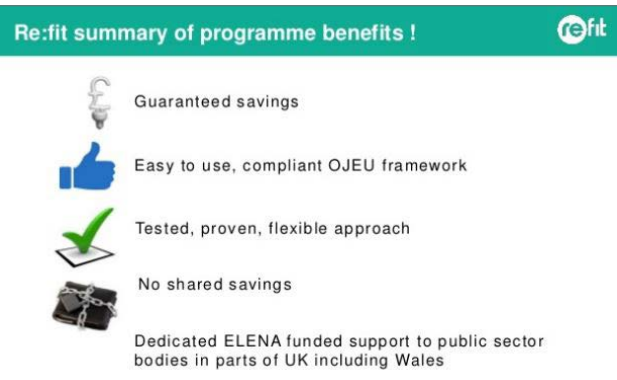 Re:fit summary of programme benefits !
refit
Guaranteed savings
Easy to use, compliant OJEU framework
Tested, proven, flexible approach
No shared savings
Dedicated ELENA funded support to public sector
bodies in parts of UK including Wales